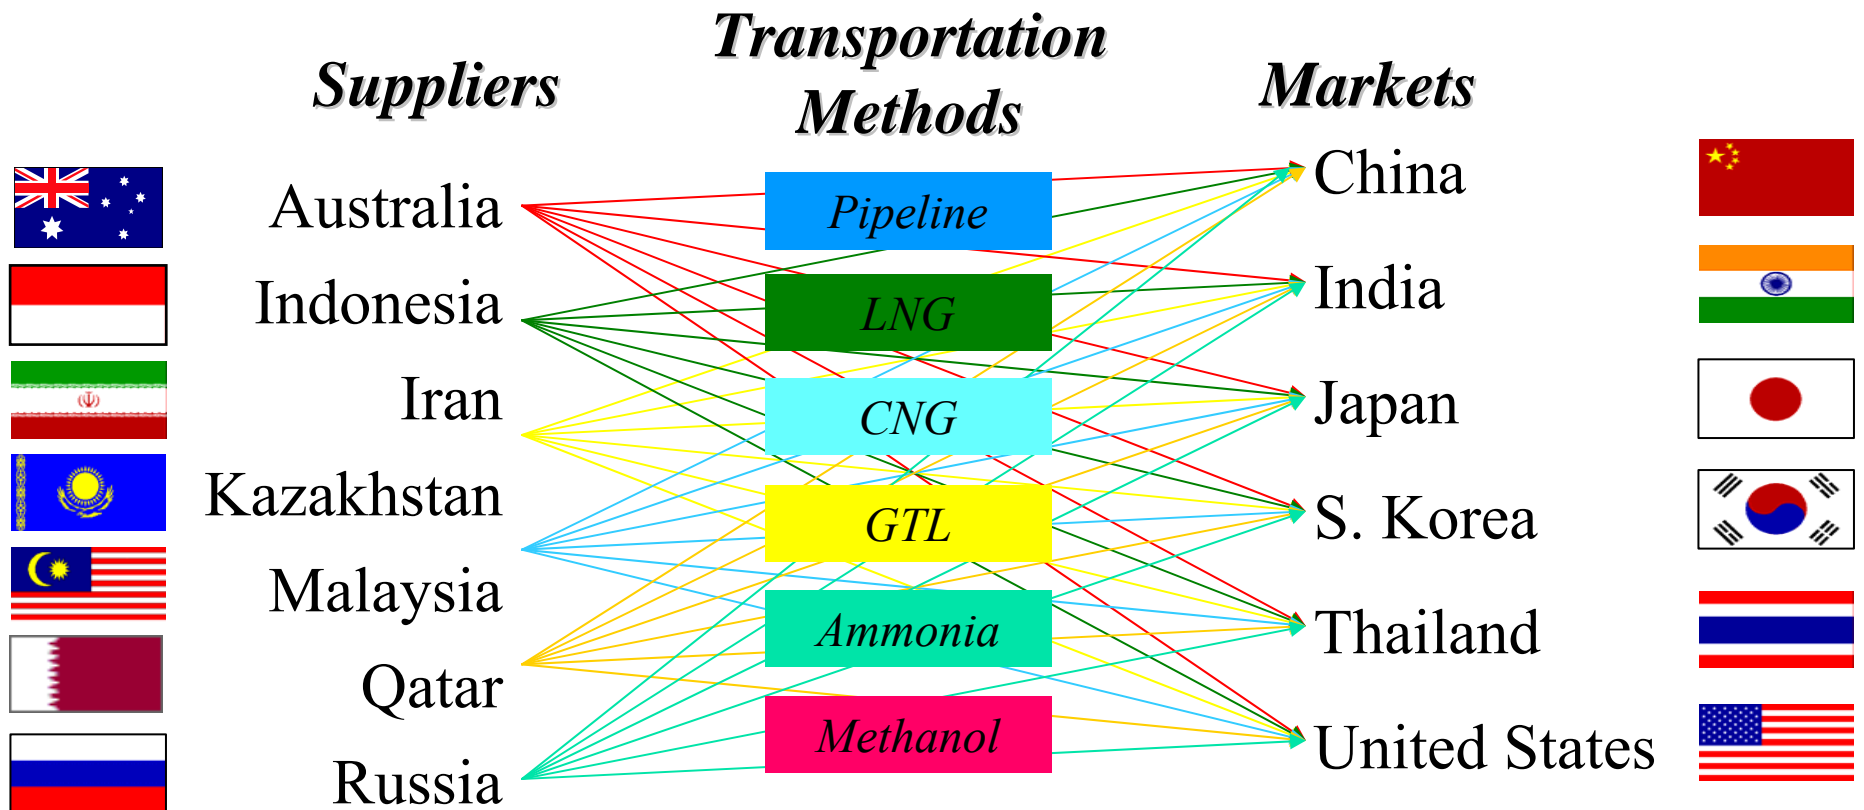 Suppliers
Transportation
Methods
Markets
Australia
Indonesia
Iran
Kazakhstan
Malaysia
Qatar
Russia
Pipeline
LNG
CNG
GTL
Ammonia
Methanol
China
India
Japan
S. Korea
Thailand
United States